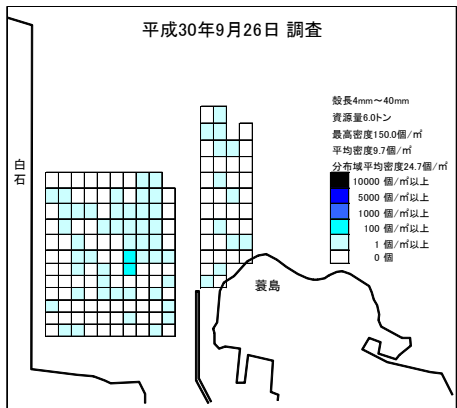 平成30年9月26日 調査
殻長4mm～40mm
資源量6.0トン
最高密度150.0個/㎡
平均密度9.7個/㎡
分布域平均密度24.7個/㎡
10000 個/㎡以上
5000 個/㎡以上
1000 個/㎡以上
100 個/㎡以上
1 個/㎡以上
0 個
白石
蓑島